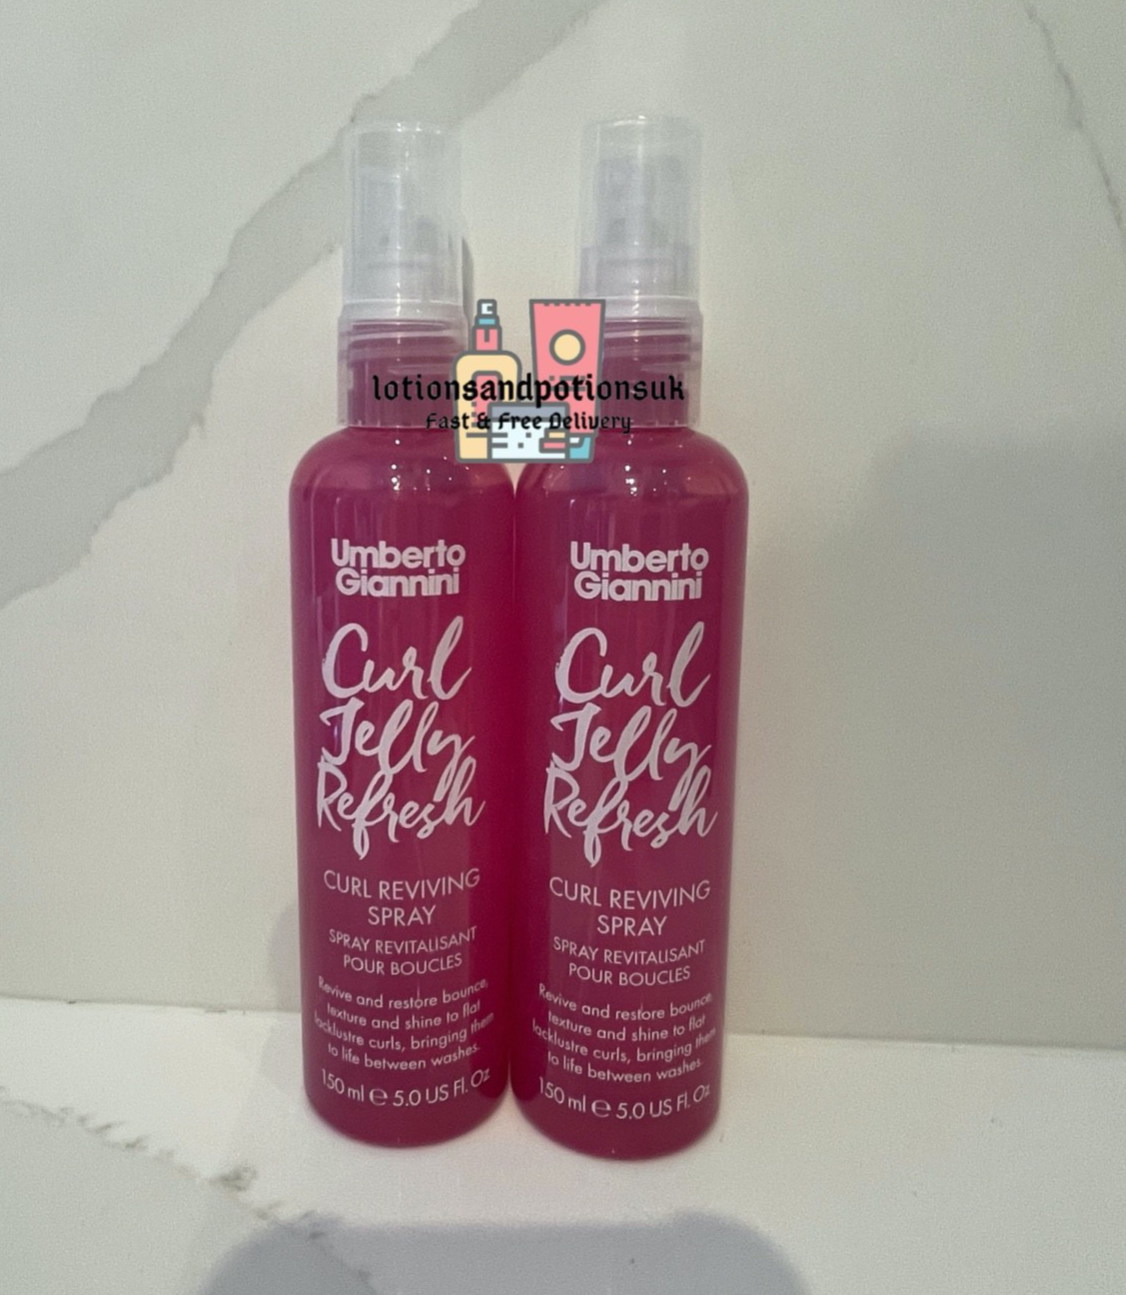 lotionsandpotionsuk
Fast & Free Delivery
Umberto
Giannini
Curl
Jelly
Refresh
CURL REVIVING
SPRAY
SPRAY REVITALISANT
POUR BOUCLES
Revive and restore bounce,
texture and shine to flat
lacklustre curls, bringing them
to life between washes.
150 ml e 5.0 US Fl. Oz
Umberto
Giannini
Curl
Jelly
Refresh
CURL REVIVING
SPRAY
SPRAY REVITALISANT
POUR BOUCLES
Revive and restore bounce,
texture and shine to flat
lacklustre curls, bringing them
to life between washes.
150 ml e 5.0 US Fl. Oz